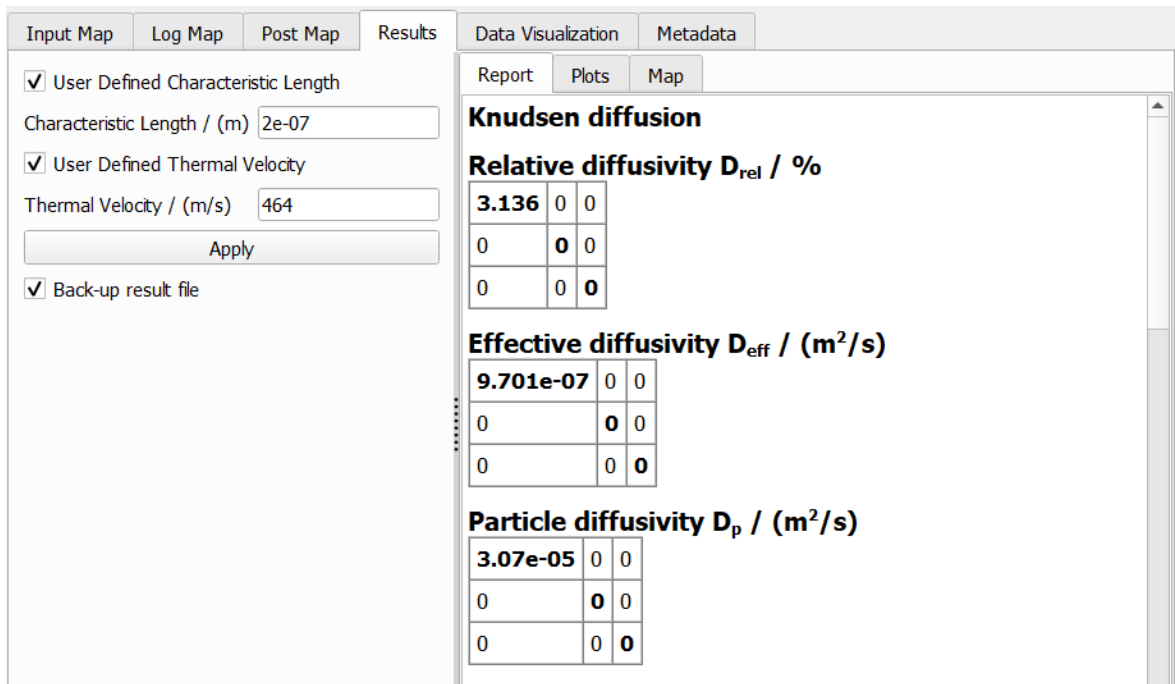 Input Map Log Map Post Map Results Data Visualization Metadata
✓ User Defined Characteristic Length
Characteristic Length / (m) 2e-07
✓ User Defined Thermal Velocity
Thermal Velocity / (m/s) 464
Apply
✓ Back-up result file
Report Plots Map
Knudsen diffusion
Relative diffusivity D_rel / %
3.136 0 0
0 0 0
0 0 0
Effective diffusivity D_eff / (m²/s)
9.701e-07 0 0
0 0 0
0 0 0
Particle diffusivity D_p / (m²/s)
3.07e-05 0 0
0 0 0
0 0 0